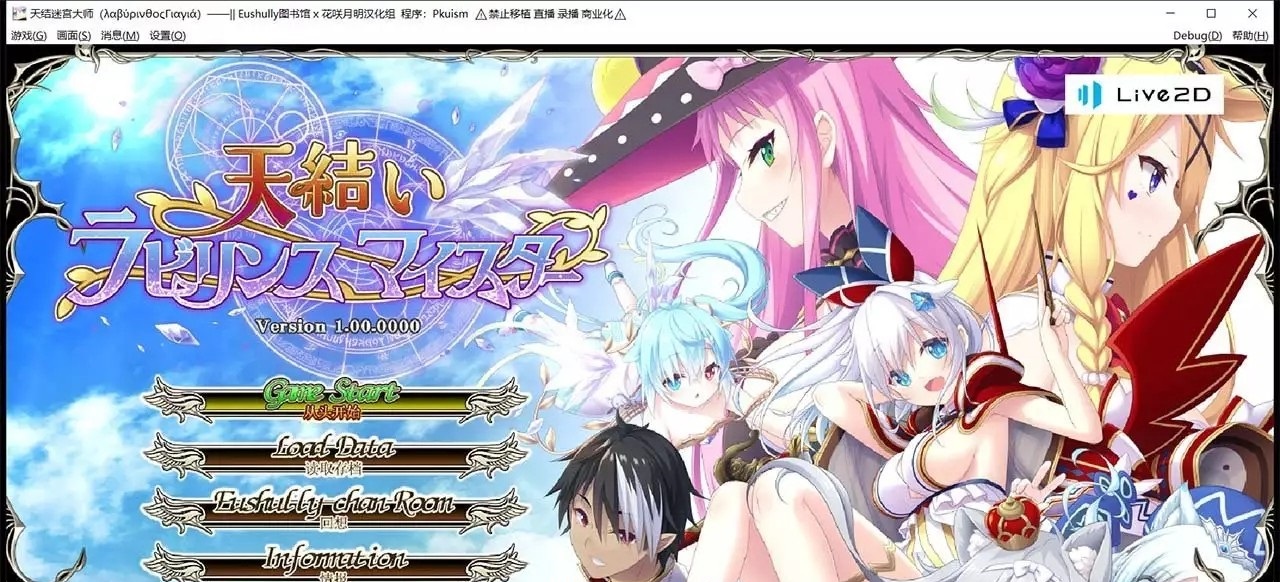 天结迷宫大师 (λαβύρινθοςΓιαγιά) ——|| Eushully图书馆 x 花咲月明汉化组 程序：Pkuism ⚠禁止移植 直播 录播 商业化⚠
游戏(G) 画面(S) 消息(M) 设置(O) Debug(D) 帮助(H)
Live2D
天結い
ラビリンスマイスター
Version 1.00.0000
Game Start
从头开始
Load Data
读取存档
Eushully-chan Room
回想
Information
情报